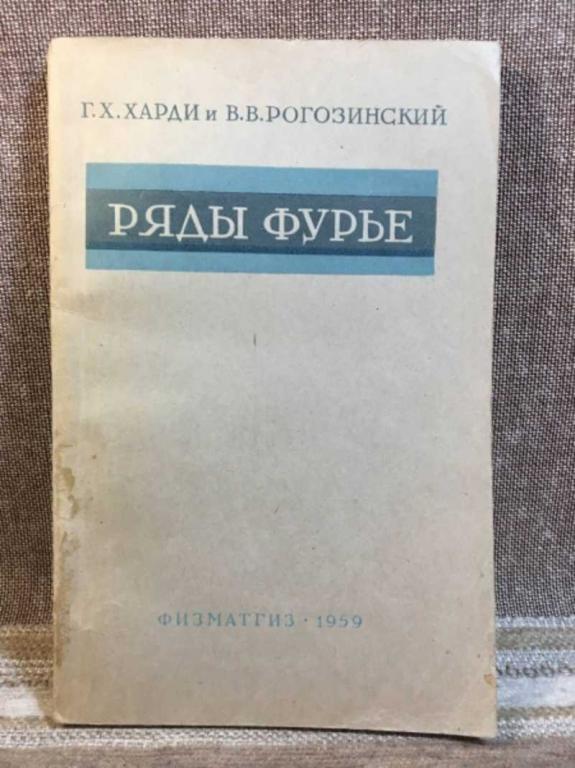 Г. Х. ХАРДИ и В. В. РОГОЗИНСКИЙ
РЯДЫ ФУРЬЕ
ФИЗМАТГИЗ · 1959